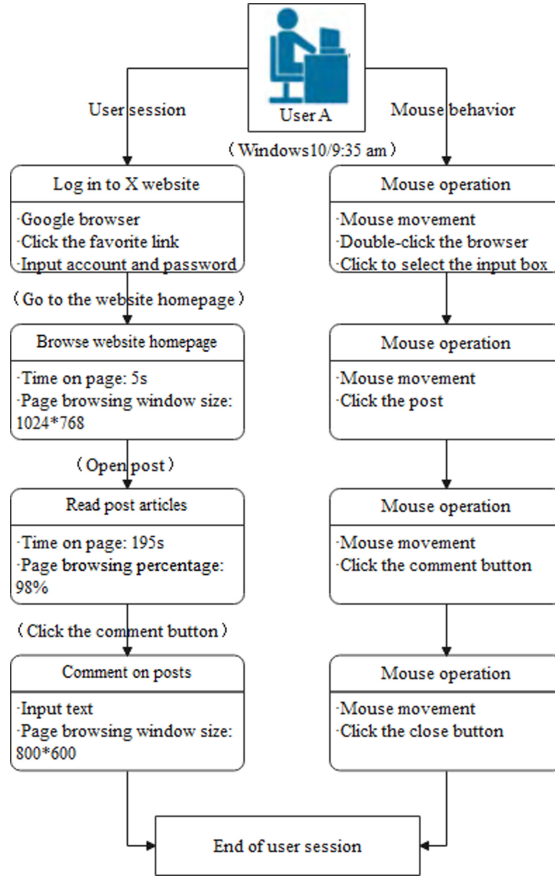 User A
User session
Mouse behavior
(Windows10/9:35 am)
Log in to X website
·Google browser
·Click the favorite link
·Input account and password
(Go to the website homepage)
Browse website homepage
·Time on page: 5s
·Page browsing window size:
1024*768
(Open post)
Read post articles
·Time on page: 195s
·Page browsing percentage:
98%
(Click the comment button)
Comment on posts
·Input text
·Page browsing window size:
800*600
Mouse operation
·Mouse movement
·Double-click the browser
·Click to select the input box
Mouse operation
·Mouse movement
·Click the post
Mouse operation
·Mouse movement
·Click the comment button
Mouse operation
·Mouse movement
·Click the close button
End of user session